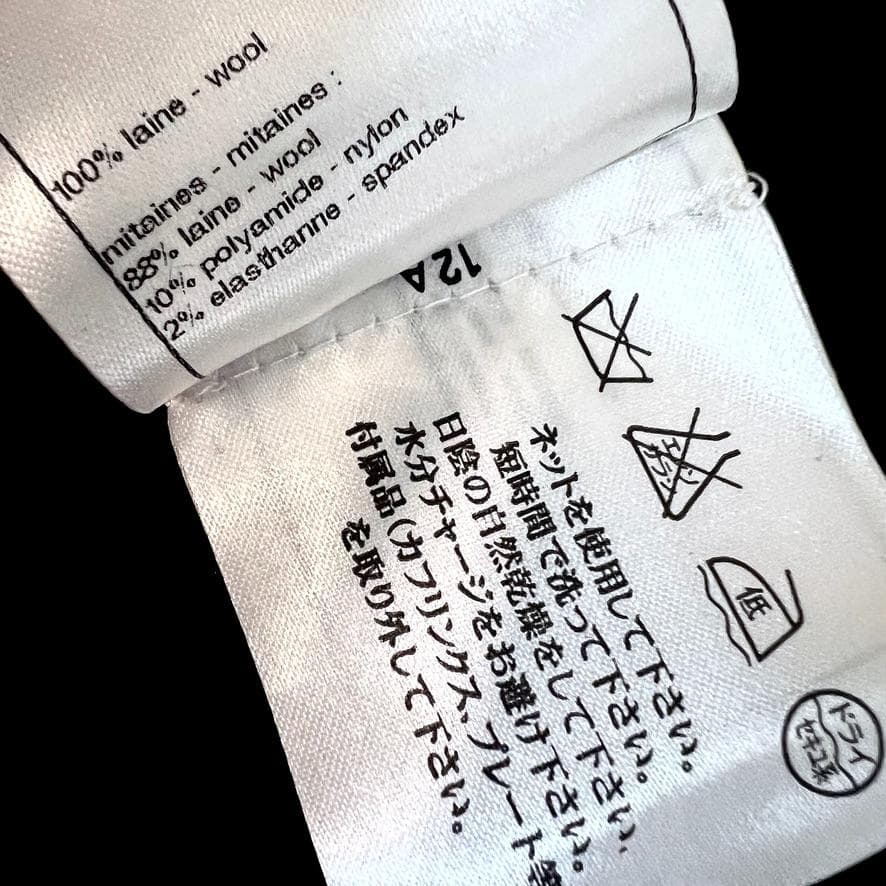 100% laine - wool
mitaines - mitaines :
88% laine - wool
10% polyamide - nylon
2% elasthanne - spandex
12A
エンソ
カラサラシ
低
ドライ
セキユ系
ネットを使用して下さい。
短時間で洗って下さい。
日陰の自然乾燥をして下さい、
水分チャージをお避け下さい。
付属品(カフリンクス、プレート等
を取り外して下さい。